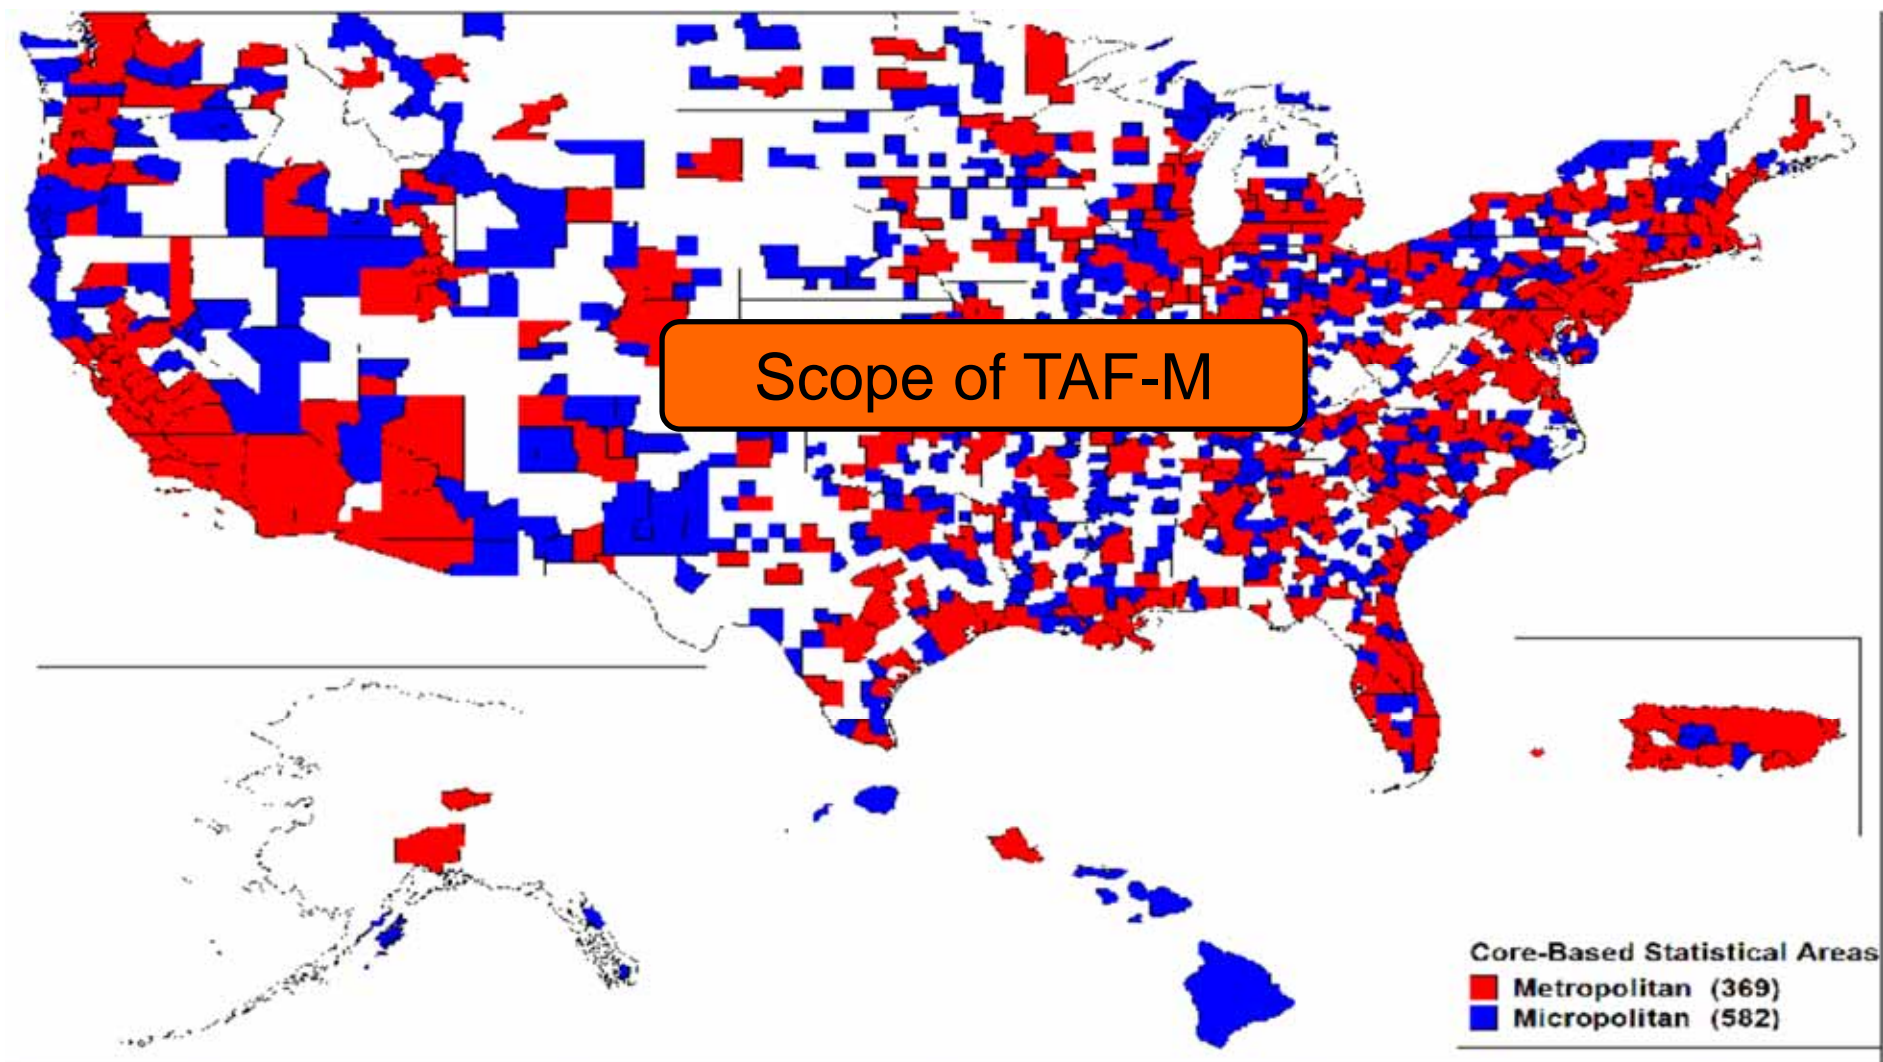 Scope of TAF-M
Core-Based Statistical Areas
Metropolitan (369)
Micropolitan (582)